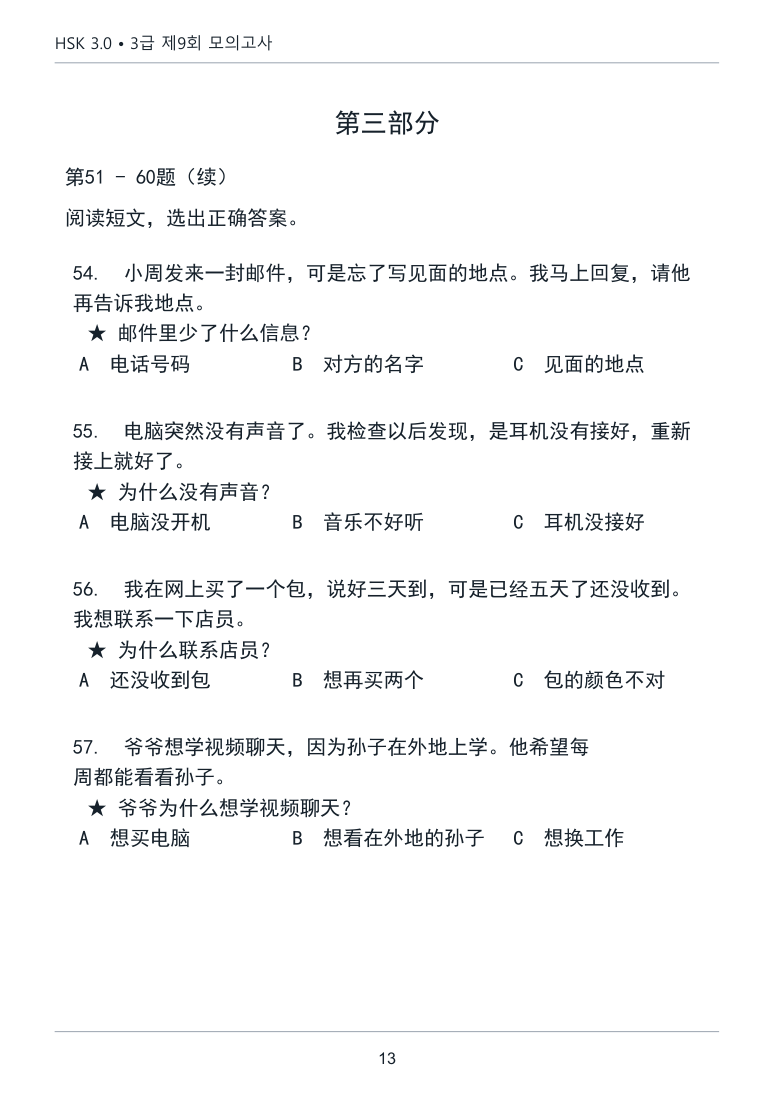 HSK 3.0 • 3급 제9회 모의고사
第三部分
第51 - 60题（续）
阅读短文，选出正确答案。
54. 小周发来一封邮件，可是忘了写见面的地点。我马上回复，请他
再告诉我地点。
★ 邮件里少了什么信息？
A 电话号码 B 对方的名字 C 见面的地点
55. 电脑突然没有声音了。我检查以后发现，是耳机没有接好，重新
接上就好了。
★ 为什么没有声音？
A 电脑没开机 B 音乐不好听 C 耳机没接好
56. 我在网上买了一个包，说好三天到，可是已经五天了还没收到。
我想联系一下店员。
★ 为什么联系店员？
A 还没收到包 B 想再买两个 C 包的颜色不对
57. 爷爷想学视频聊天，因为孙子在外地上学。他希望每
周都能看看孙子。
★ 爷爷为什么想学视频聊天？
A 想买电脑 B 想看在外地的孙子 C 想换工作
13